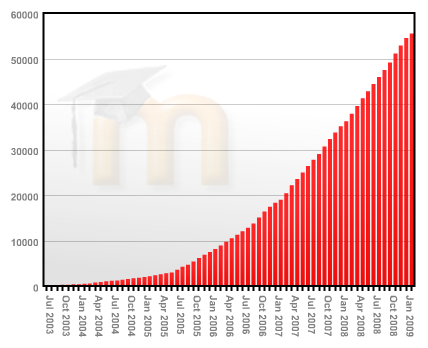 60000
50000
40000
30000
20000
10000
0
Jul 2003
Oct 2003
Jan 2004
Apr 2004
Jul 2004
Oct 2004
Jan 2005
Apr 2005
Jul 2005
Oct 2005
Jan 2006
Apr 2006
Jul 2006
Oct 2006
Jan 2007
Apr 2007
Jul 2007
Oct 2007
Jan 2008
Apr 2008
Jul 2008
Oct 2008
Jan 2009
m